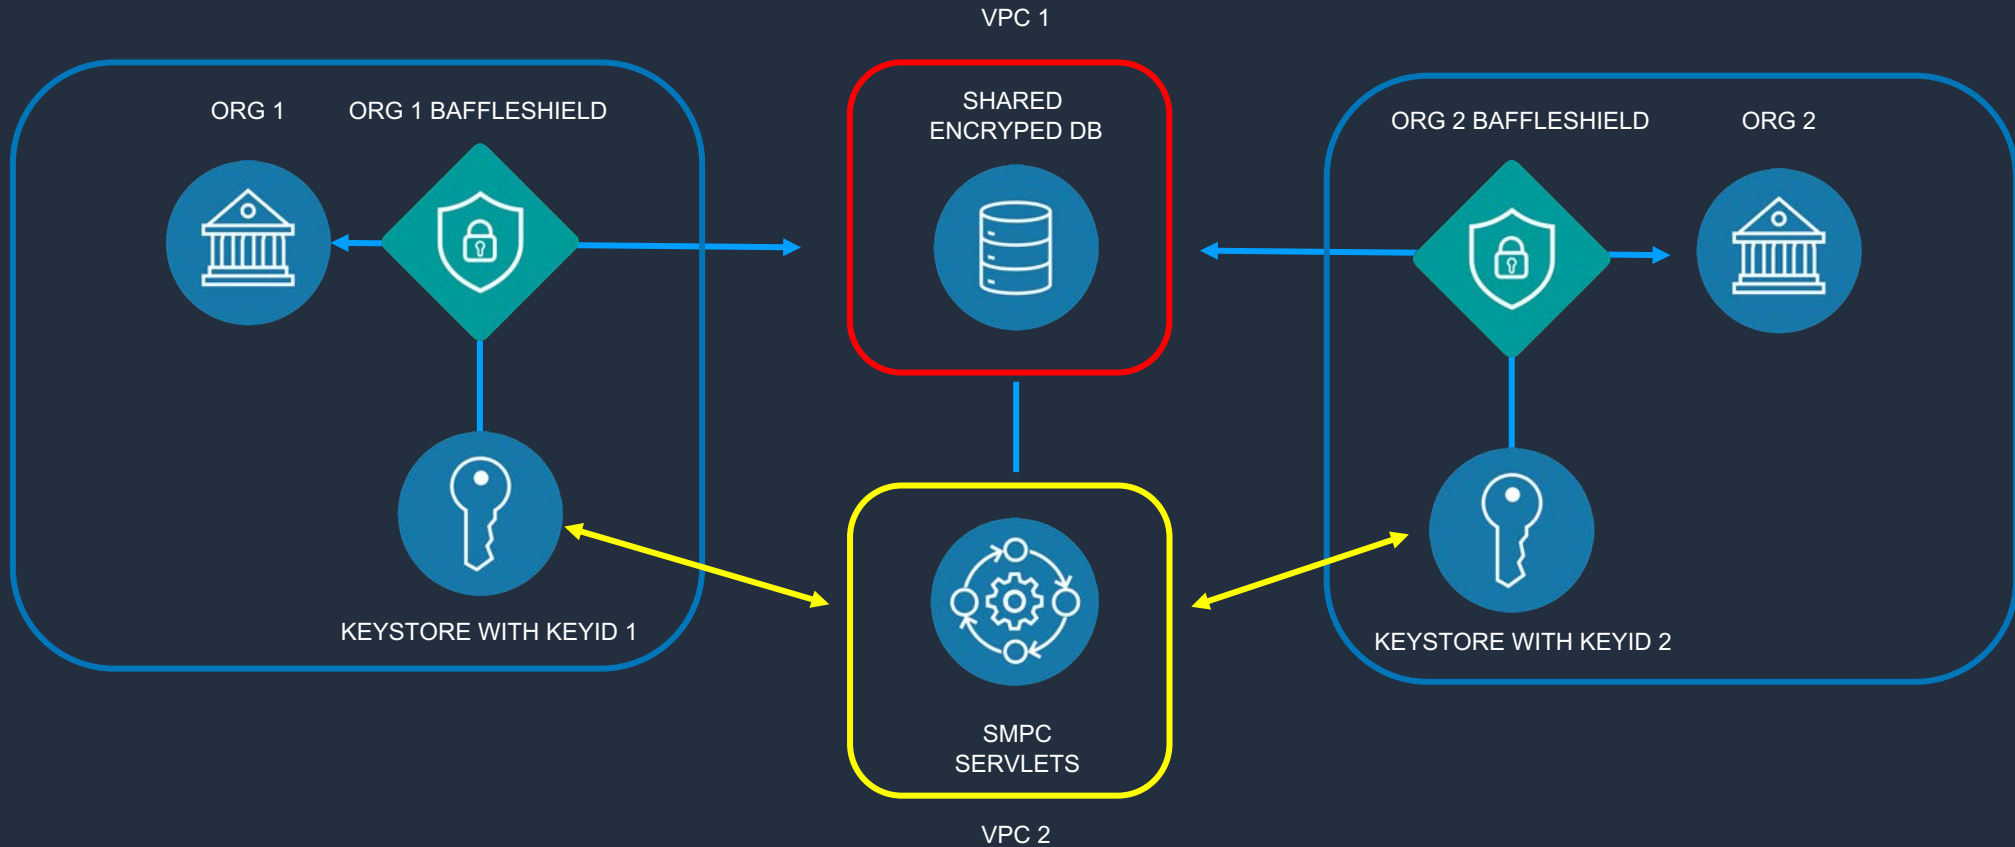 VPC 1
ORG 1
ORG 1 BAFFLESHIELD
SHARED
ENCRYPED DB
ORG 2 BAFFLESHIELD
ORG 2
KEYSTORE WITH KEYID 1
KEYSTORE WITH KEYID 2
SMPC
SERVLETS
VPC 2